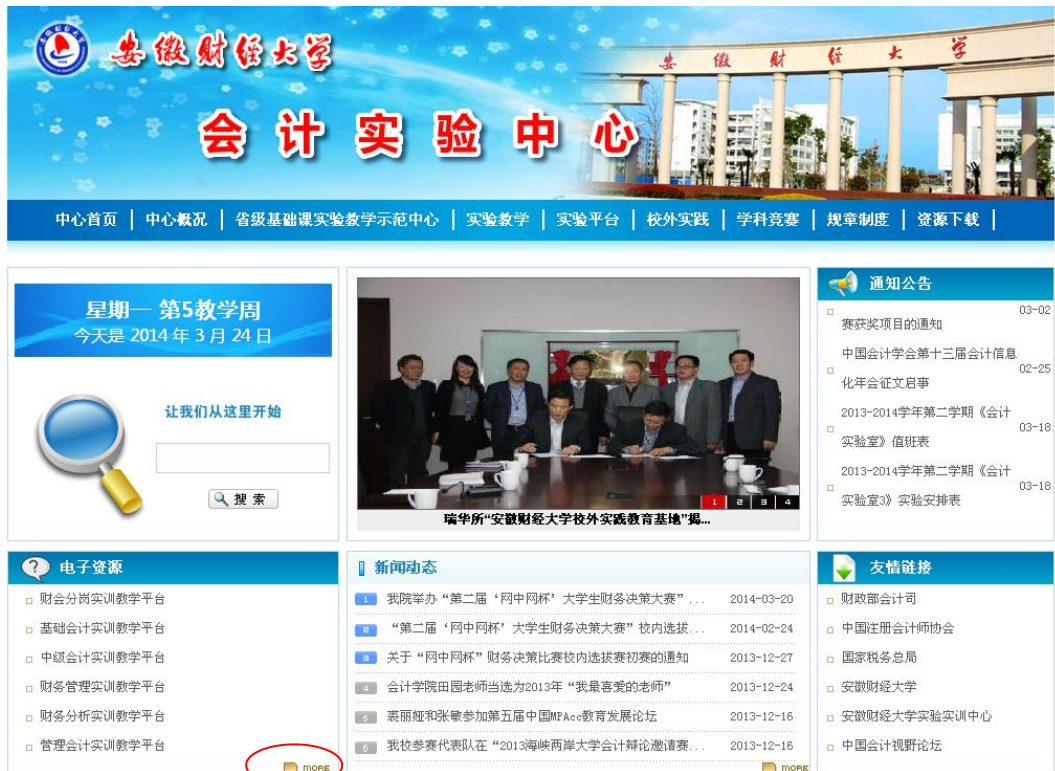 安徽财经大学
安徽财经大学
会计实验中心
中心首页 | 中心概况 | 省级基础课实验教学示范中心 | 实验教学 | 实验平台 | 校外实践 | 学科竞赛 | 规章制度 | 资源下载 |
星期一 第5教学周
今天是 2014 年 3 月 24 日
让我们从这里开始
搜 索
1 2 3 4
瑞华所“安徽财经大学校外实践教育基地”揭...
通知公告
03-02
赛获奖项目的通知
中国会计学会第十三届会计信息
02-25
化年会征文启事
2013-2014学年第二学期《会计
03-18
实验室》值班表
2013-2014学年第二学期《会计
03-18
实验室3》实验安排表
电子资源
财会分岗实训教学平台
基础会计实训教学平台
中级会计实训教学平台
财务管理实训教学平台
财务分析实训教学平台
管理会计实训教学平台
MORE
新闻动态
1 我院举办“第二届‘网中网杯’大学生财务决策大赛”... 2014-03-20
2 “第二届‘网中网杯’大学生财务决策大赛”校内选拔... 2014-02-24
3 关于“网中网杯”财务决策比赛校内选拔赛初赛的通知 2013-12-27
4 会计学院田园老师当选为2013年“我最喜爱的老师” 2013-12-24
5 裘丽娅和张敏参加第五届中国MPAcc教育发展论坛 2013-12-16
6 我校参赛代表队在“2013海峡两岸大学会计辩论邀请赛... 2013-12-16
MORE
友情链接
财政部会计司
中国注册会计师协会
国家税务总局
安徽财经大学
安徽财经大学实验实训中心
中国会计视野论坛